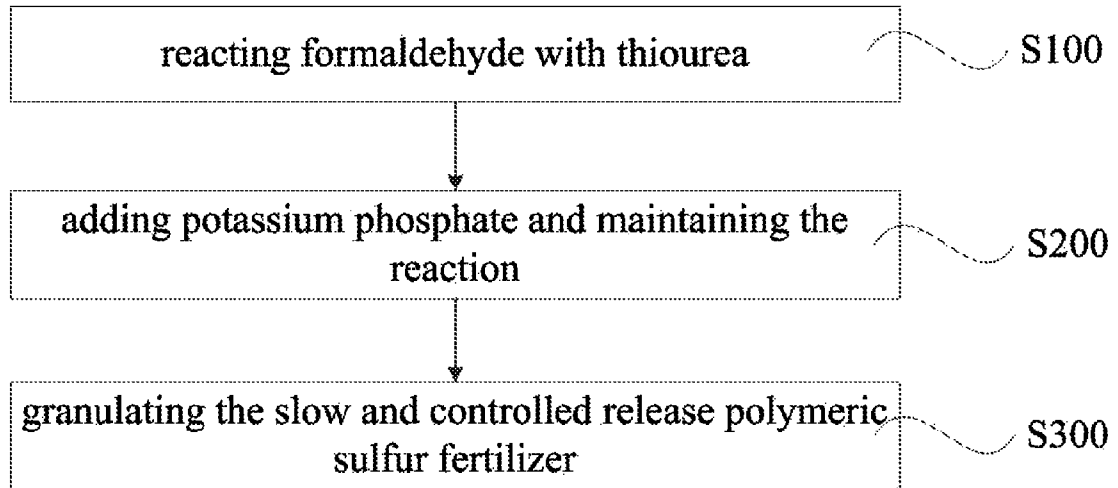 reacting formaldehyde with thiourea
S100
adding potassium phosphate and maintaining the
reaction
S200
granulating the slow and controlled release polymeric
sulfur fertilizer
S300